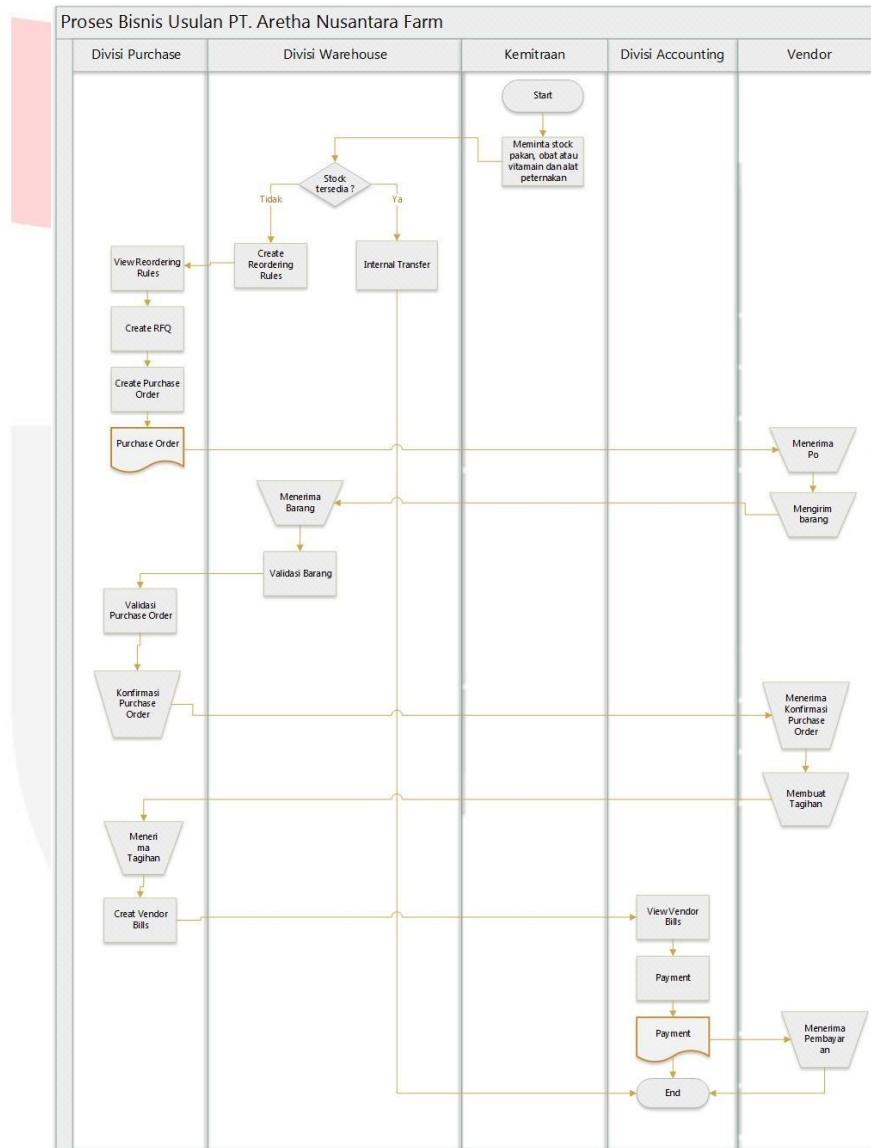 Proses Bisnis Usulan PT. Aretha Nusantara Farm
Divisi Purchase
Divisi Warehouse
Kemitraan
Divisi Accounting
Vendor
Start
Meminta stock
pakan, obat atau
vitamain dan alat
peternakan
Stock
tersedia ?
Tidak
Ya
View Reordering
Rules
Create
Reordering
Rules
Internal Transfer
Create RFQ
Create Purchase
Order
Purchase Order
Menerima
Po
Menerima
Barang
Mengirim
barang
Validasi Barang
Validasi
Purchase Order
Konfirmasi
Purchase
Order
Menerima
Konfirmasi
Purchase
Order
Membuat
Tagihan
Meneri
ma
Tagihan
Creat Vendor
Bills
View Vendor
Bills
Payment
Payment
Menerima
Pembayar
an
End